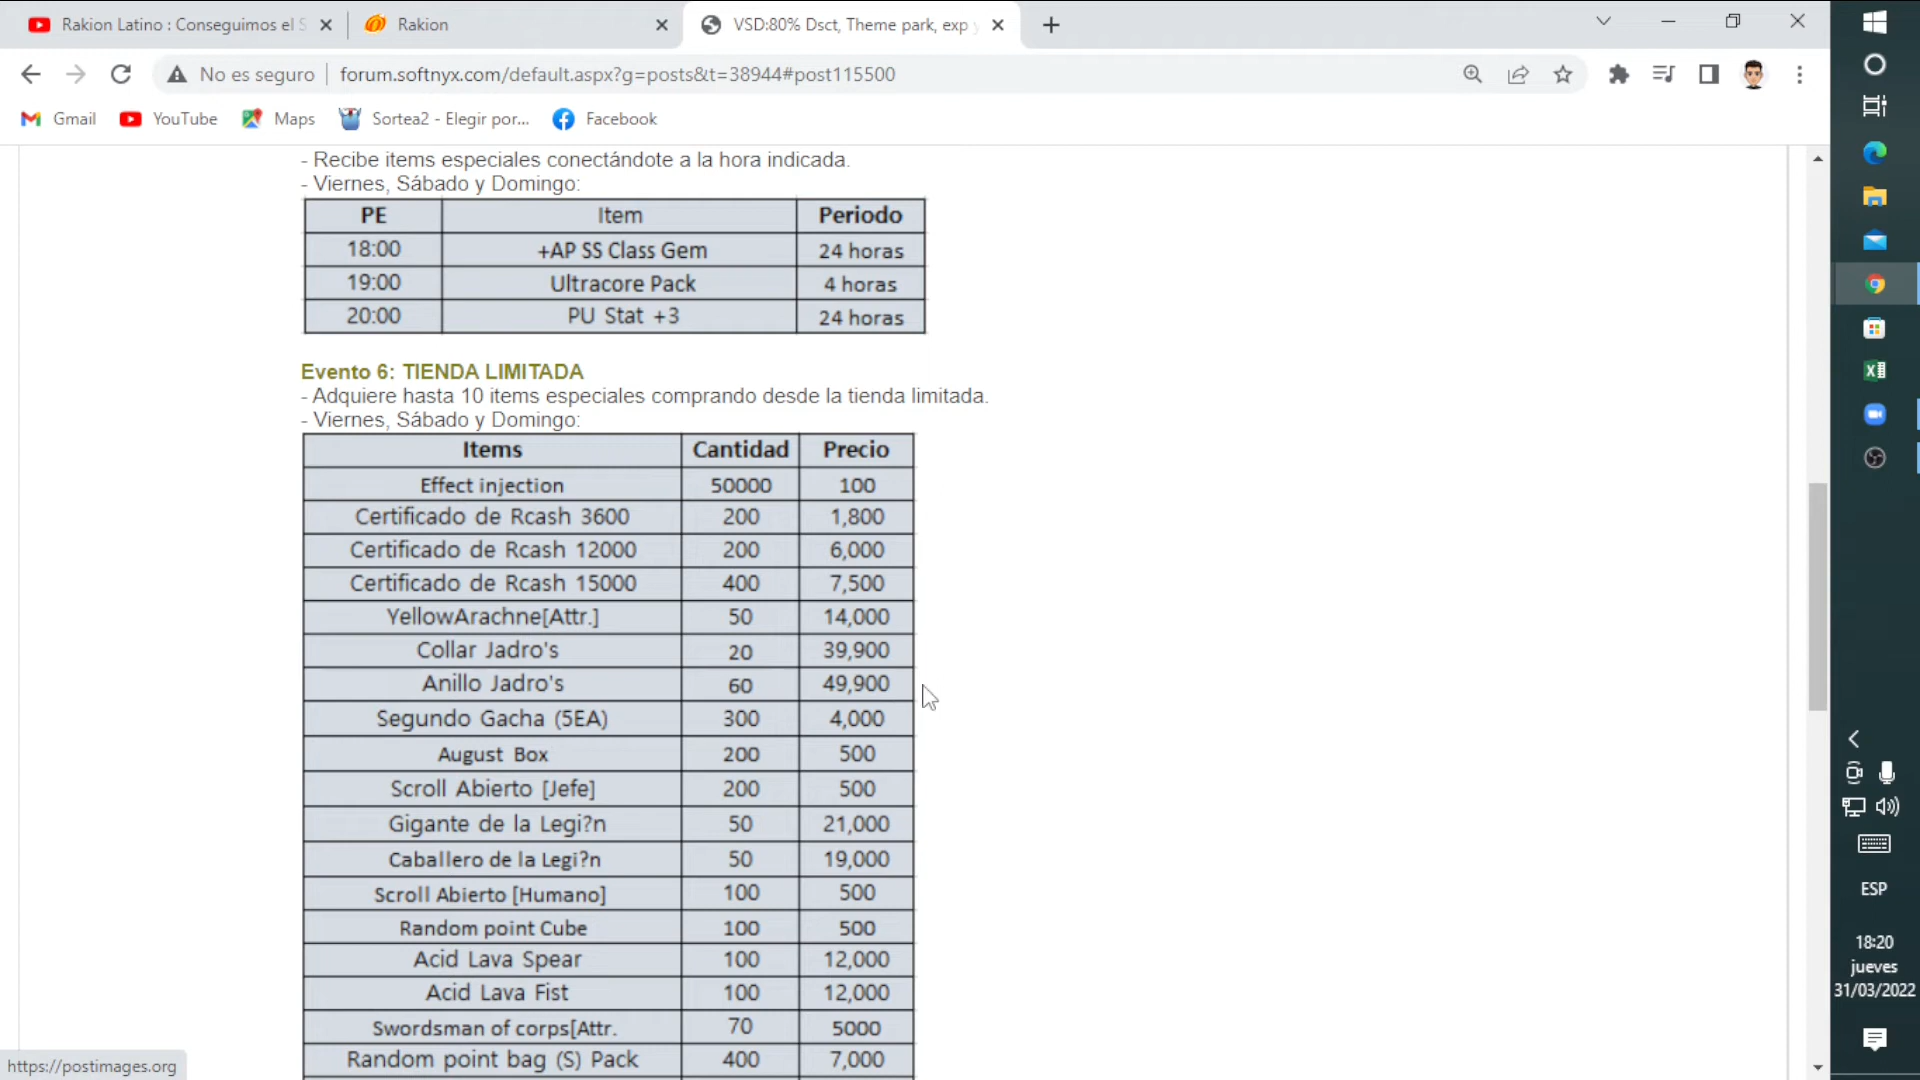 Rakion Latino : Conseguimos el S
Rakion
VSD:80% Dsct, Theme park, exp
No es seguro
forum.softnyx.com/default.aspx?g=posts&t=38944#post115500
Gmail
YouTube
Maps
Sortea2 - Elegir por...
Facebook
- Recibe items especiales conectándote a la hora indicada.
- Viernes, Sábado y Domingo:
PE Item Periodo
18:00 +AP SS Class Gem 24 horas
19:00 Ultracore Pack 4 horas
20:00 PU Stat +3 24 horas
Evento 6: TIENDA LIMITADA
- Adquiere hasta 10 items especiales comprando desde la tienda limitada.
- Viernes, Sábado y Domingo:
Items Cantidad Precio
Effect injection 50000 100
Certificado de Rcash 3600 200 1,800
Certificado de Rcash 12000 200 6,000
Certificado de Rcash 15000 400 7,500
YellowArachne[Attr.] 50 14,000
Collar Jadro's 20 39,900
Anillo Jadro's 60 49,900
Segundo Gacha (5EA) 300 4,000
August Box 200 500
Scroll Abierto [Jefe] 200 500
Gigante de la Legi?n 50 21,000
Caballero de la Legi?n 50 19,000
Scroll Abierto [Humano] 100 500
Random point Cube 100 500
Acid Lava Spear 100 12,000
Acid Lava Fist 100 12,000
Swordsman of corps[Attr. 70 5000
Random point bag (S) Pack 400 7,000
https://postimages.org
ESP
18:20
jueves
31/03/2022